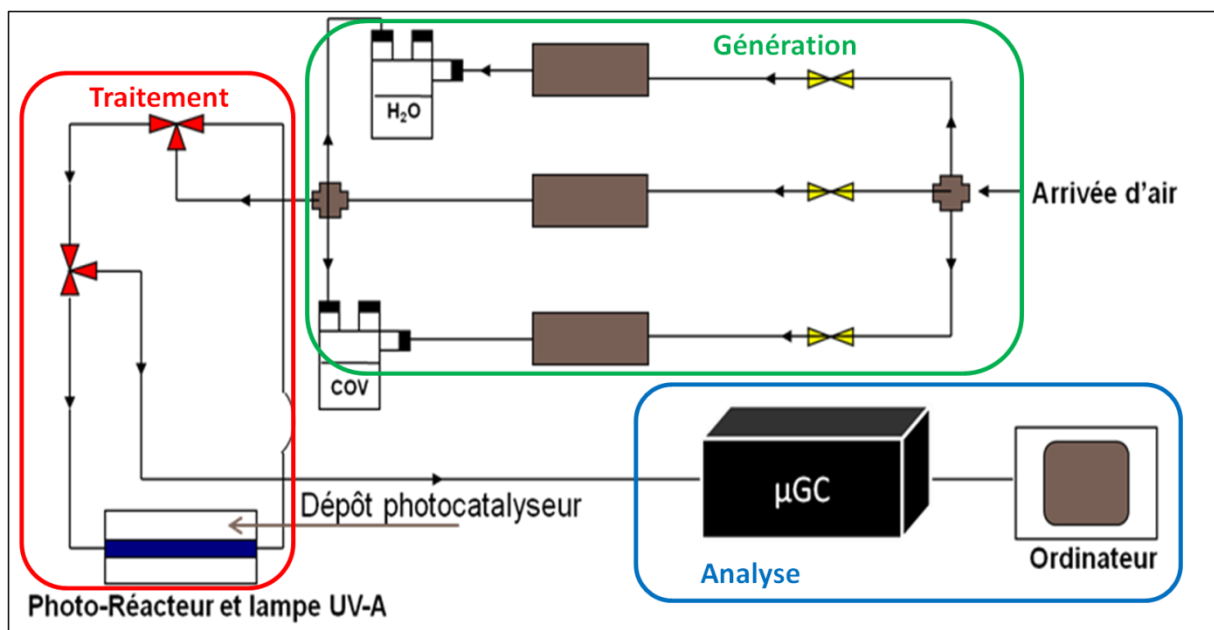 Génération
Traitement
H₂O
Arrivée d'air
COV
µGC
Dépôt photocatalyseur
Ordinateur
Analyse
Photo-Réacteur et lampe UV-A